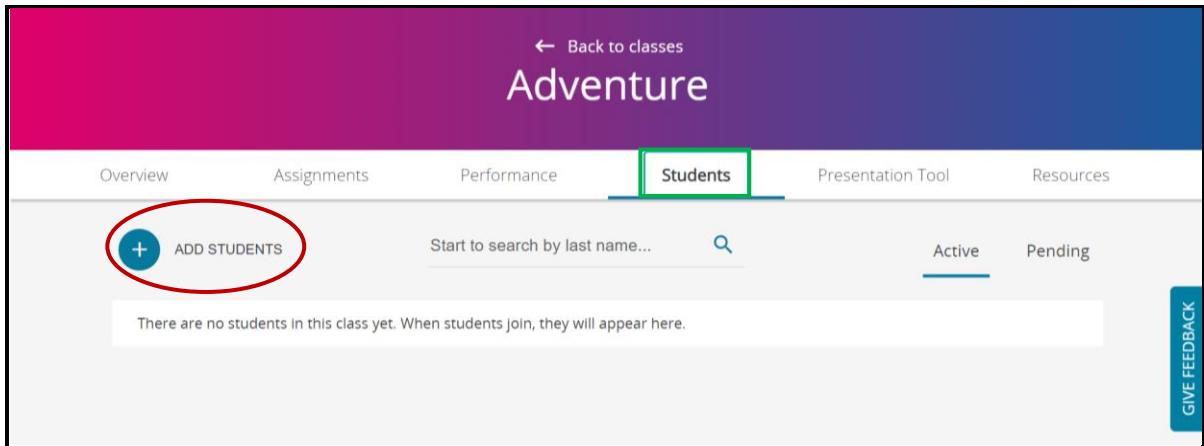 ← Back to classes
Adventure
Overview Assignments Performance Students Presentation Tool Resources
+ ADD STUDENTS Start to search by last name... Active Pending
There are no students in this class yet. When students join, they will appear here.
GIVE FEEDBACK